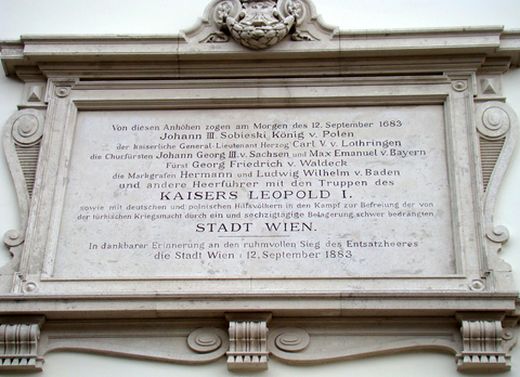 Von diesen Anhöhen zogen am Morgen des 12. September 1683
Johann III. Sobieski König v. Polen
der kaiserliche General-Lieutenant Herzog Carl V. v. Lothringen
die Churfürsten Johann Georg III. v. Sachsen und Max Emanuel v. Bayern
Fürst Georg Friedrich v. Waldeck
die Markgrafen Hermann und Ludwig Wilhelm v. Baden
und andere Heerführer mit den Truppen des
KAISERS LEOPOLD I.
sowie mit deutschen und polnischen Hilfsvölkern in den Kampf zur Befreiung der von
der türkischen Kriegsmacht durch ein und sechzigtägige Belagerung schwer bedrängten
STADT WIEN.
In dankbarer Erinnerung an den ruhmvollen Sieg des Entsatzheeres
die Stadt Wien : 12. September 1883